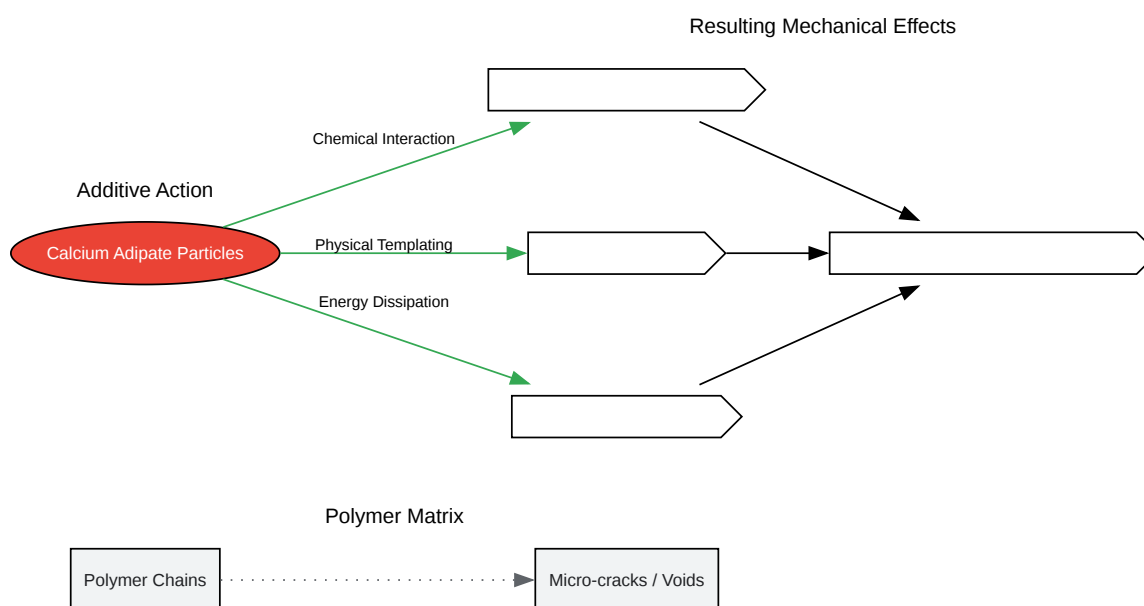 Resulting Mechanical Effects
Chemical Interaction
Additive Action
Calcium Adipate Particles
Physical Templating
Energy Dissipation
Polymer Matrix
Polymer Chains
Micro-cracks / Voids